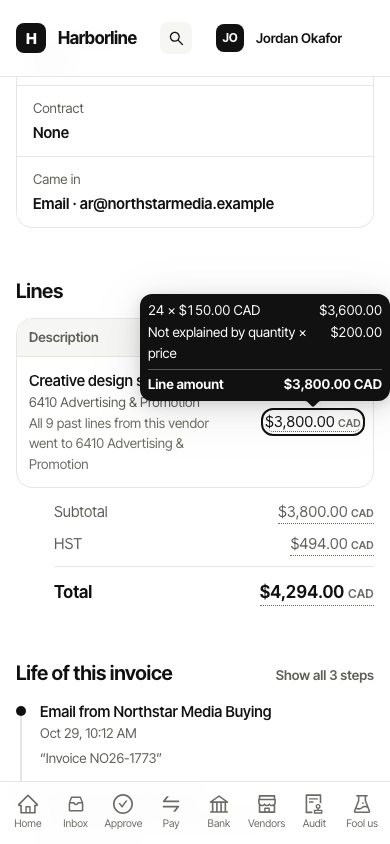 H Harborline JO Jordan Okafor
Contract
None
Came in
Email · ar@northstarmedia.example
Lines
24 × $150.00 CAD $3,600.00
Not explained by quantity × $200.00
price
Line amount $3,800.00 CAD
Description
Creative design s
6410 Advertising & Promotion
All 9 past lines from this vendor
went to 6410 Advertising &
Promotion
$3,800.00 CAD
Subtotal $3,800.00 CAD
HST $494.00 CAD
Total $4,294.00 CAD
Life of this invoice Show all 3 steps
Email from Northstar Media Buying
Oct 29, 10:12 AM
“Invoice NO26-1773”
Home Inbox Approve Pay Bank Vendors Audit Fool us